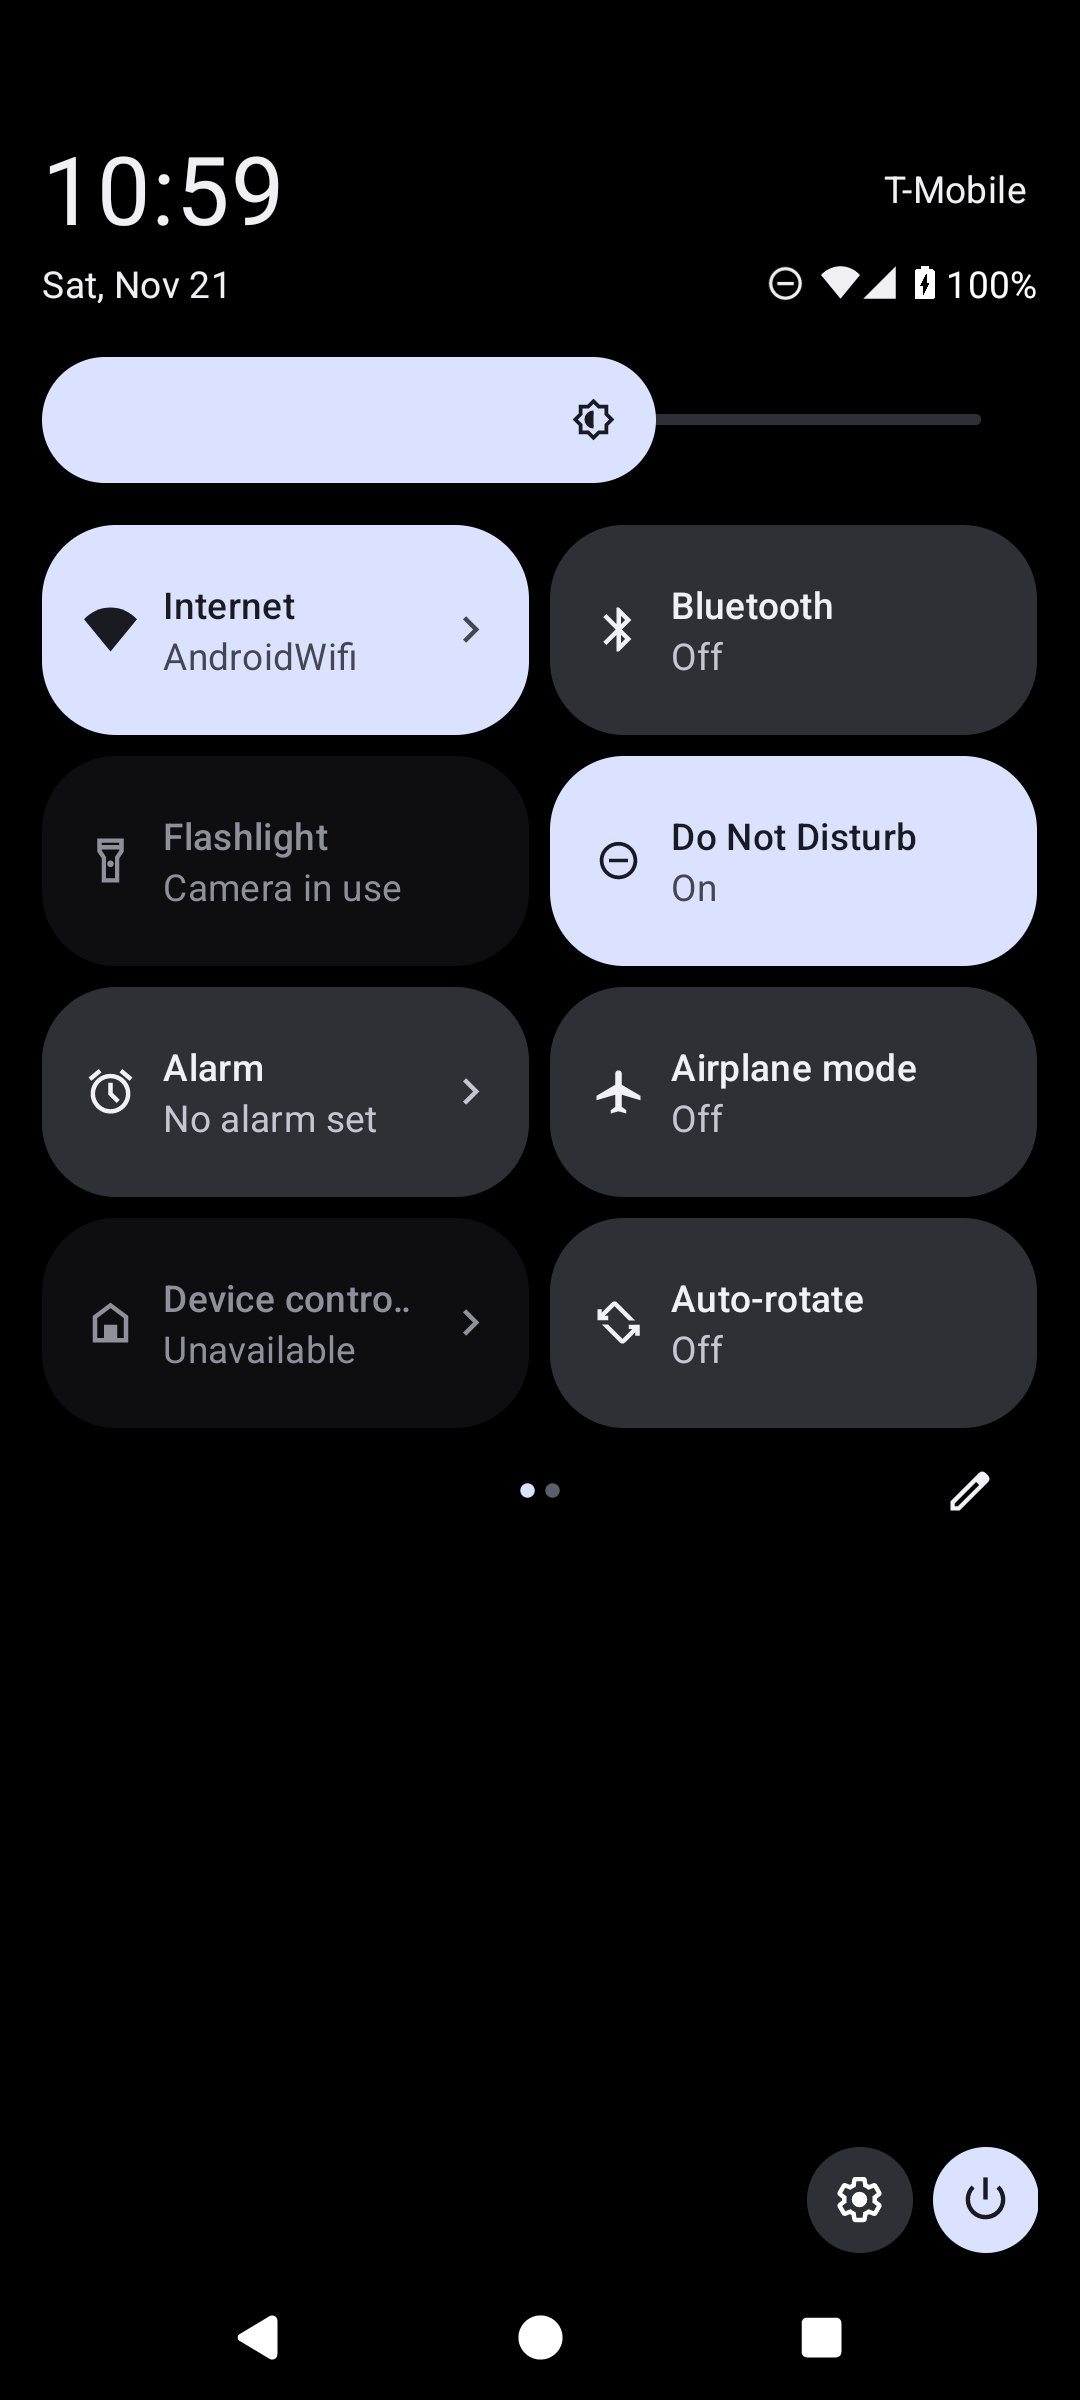 10:59
T-Mobile
Sat, Nov 21
100%
Internet
AndroidWifi
Bluetooth
Off
Flashlight
Camera in use
Do Not Disturb
On
Alarm
No alarm set
Airplane mode
Off
Device contro..
Unavailable
Auto-rotate
Off